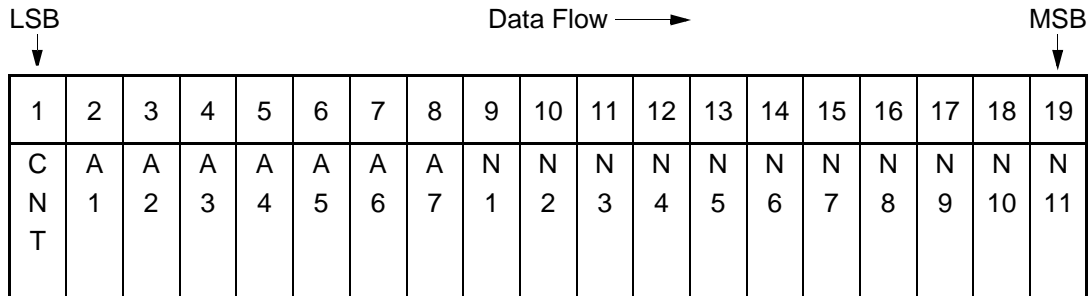 LSB Data Flow MSB
1 2 3 4 5 6 7 8 9 10 11 12 13 14 15 16 17 18 19
C A A A A A A A N N N N N N N N N N N
N 1 2 3 4 5 6 7 1 2 3 4 5 6 7 8 9 10 11
T